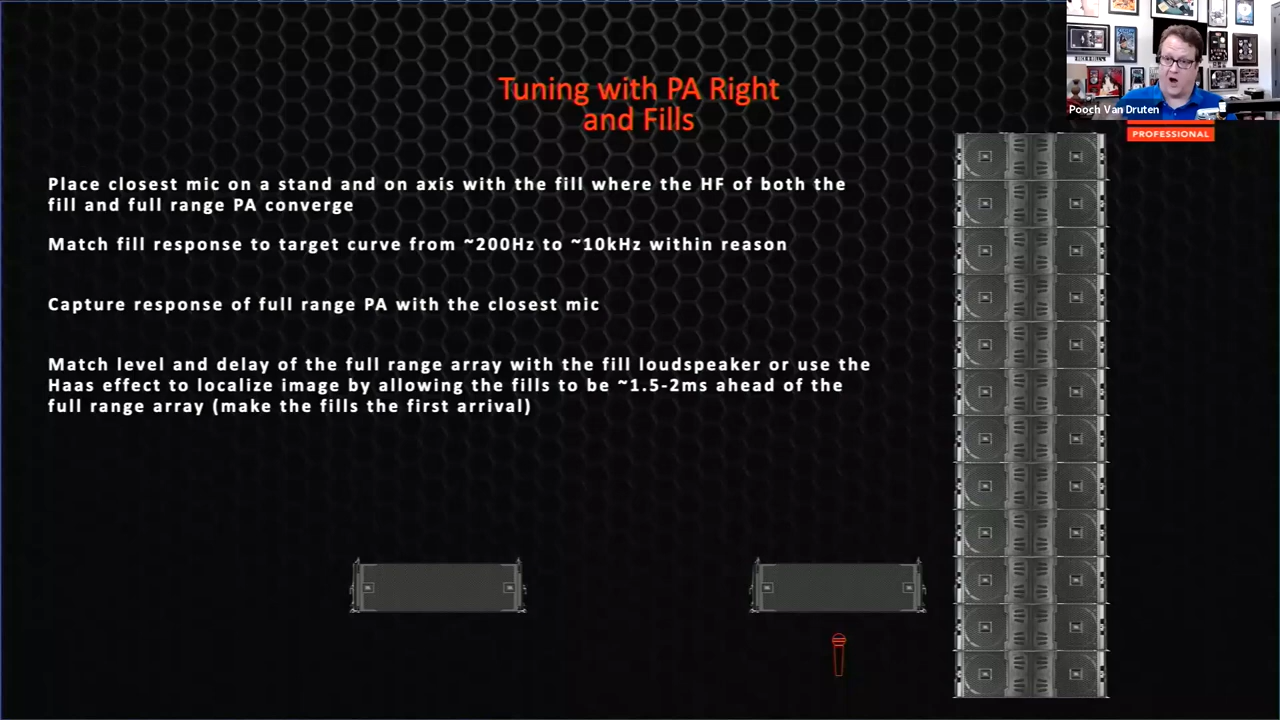 Tuning with PA Right
and Fills
Pooch Van Druten
PROFESSIONAL
Place closest mic on a stand and on axis with the fill where the HF of both the
fill and full range PA converge
Match fill response to target curve from ~200Hz to ~10kHz within reason
Capture response of full range PA with the closest mic
Match level and delay of the full range array with the fill loudspeaker or use the
Haas effect to localize image by allowing the fills to be ~1.5-2ms ahead of the
full range array (make the fills the first arrival)